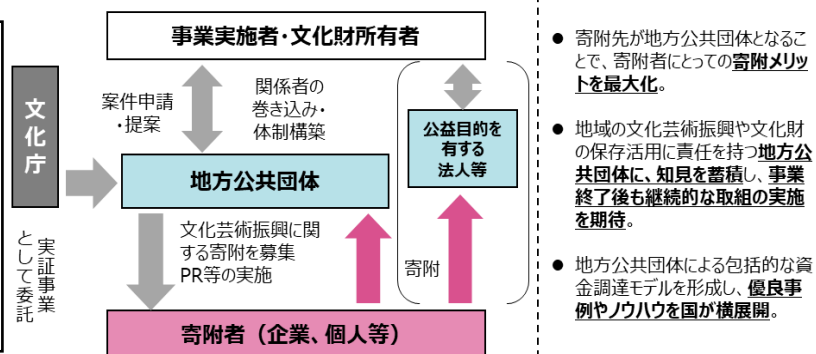 事業実施者・文化財所有者
文化庁
案件申請
・提案
関係者の
巻き込み・
体制構築
公益目的を
有する
法人等
地方公共団体
実証事業
として委託
文化芸術振興に関
する寄附を募集
PR等の実施
寄附
寄附者（企業、個人等）
● 寄附先が地方公共団体となるこ
とで、寄附者にとっての寄附メリッ
トを最大化。
● 地域の文化芸術振興や文化財
の保存活用に責任を持つ地方公
共団体に、知見を蓄積し、事業
終了後も継続的な取組の実施
を期待。
● 地方公共団体による包括的な資
金調達モデルを形成し、優良事
例やノウハウを国が横展開。